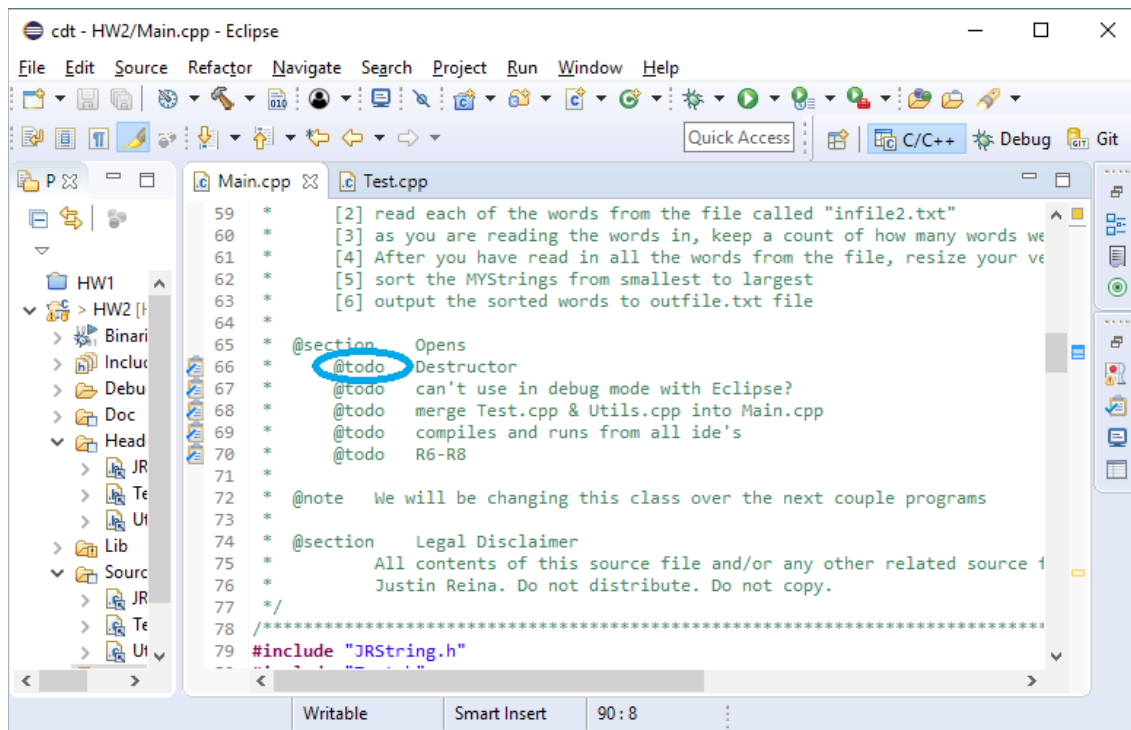 cdt - HW2/Main.cpp - Eclipse
File Edit Source Refactor Navigate Search Project Run Window Help
010
Quick Access C/C++ Debug Git
P Main.cpp Test.cpp
HW1
> HW2 [H
Binari
Includ
Debu
Doc
Head
JR
Te
Ut
Lib
Sourc
JR
Te
Ut
59 * [2] read each of the words from the file called "infile2.txt"
60 * [3] as you are reading the words in, keep a count of how many words we
61 * [4] After you have read in all the words from the file, resize your ve
62 * [5] sort the MYStrings from smallest to largest
63 * [6] output the sorted words to outfile.txt file
64 *
65 * @section Opens
66 * @todo Destructor
67 * @todo can't use in debug mode with Eclipse?
68 * @todo merge Test.cpp & Utils.cpp into Main.cpp
69 * @todo compiles and runs from all ide's
70 * @todo R6-R8
71 *
72 * @note We will be changing this class over the next couple programs
73 *
74 * @section Legal Disclaimer
75 * All contents of this source file and/or any other related source f
76 * Justin Reina. Do not distribute. Do not copy.
77 */
78 /******************************************************************************
79 #include "JRString.h"
Writable Smart Insert 90 : 8